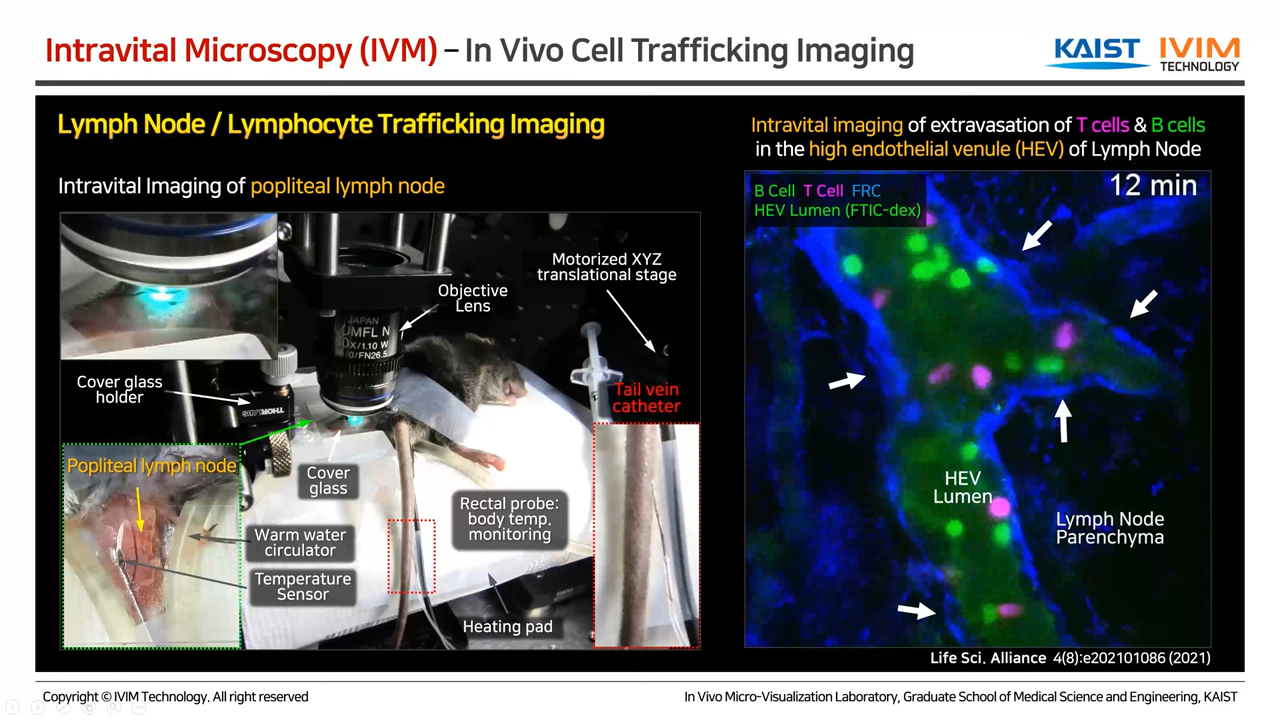 Intravital Microscopy (IVM) – In Vivo Cell Trafficking Imaging
KAIST
IVIM
TECHNOLOGY
Lymph Node / Lymphocyte Trafficking Imaging
Intravital Imaging of popliteal lymph node
Motorized XYZ
translational stage
Objective
Lens
JAPAN
UMFL N
60x/1.10 W
/0/FN26.5
Cover glass
holder
THORLABS
Tail vein
catheter
Popliteal lymph node
Cover
glass
Rectal probe:
body temp.
monitoring
Warm water
circulator
Temperature
Sensor
Heating pad
Intravital imaging of extravasation of T cells & B cells
in the high endothelial venule (HEV) of Lymph Node
12 min
B Cell T Cell FRC
HEV Lumen (FTIC-dex)
HEV
Lumen
Lymph Node
Parenchyma
Life Sci. Alliance 4(8):e202101086 (2021)
Copyright © IVIM Technology. All right reserved
In Vivo Micro-Visualization Laboratory, Graduate School of Medical Science and Engineering, KAIST